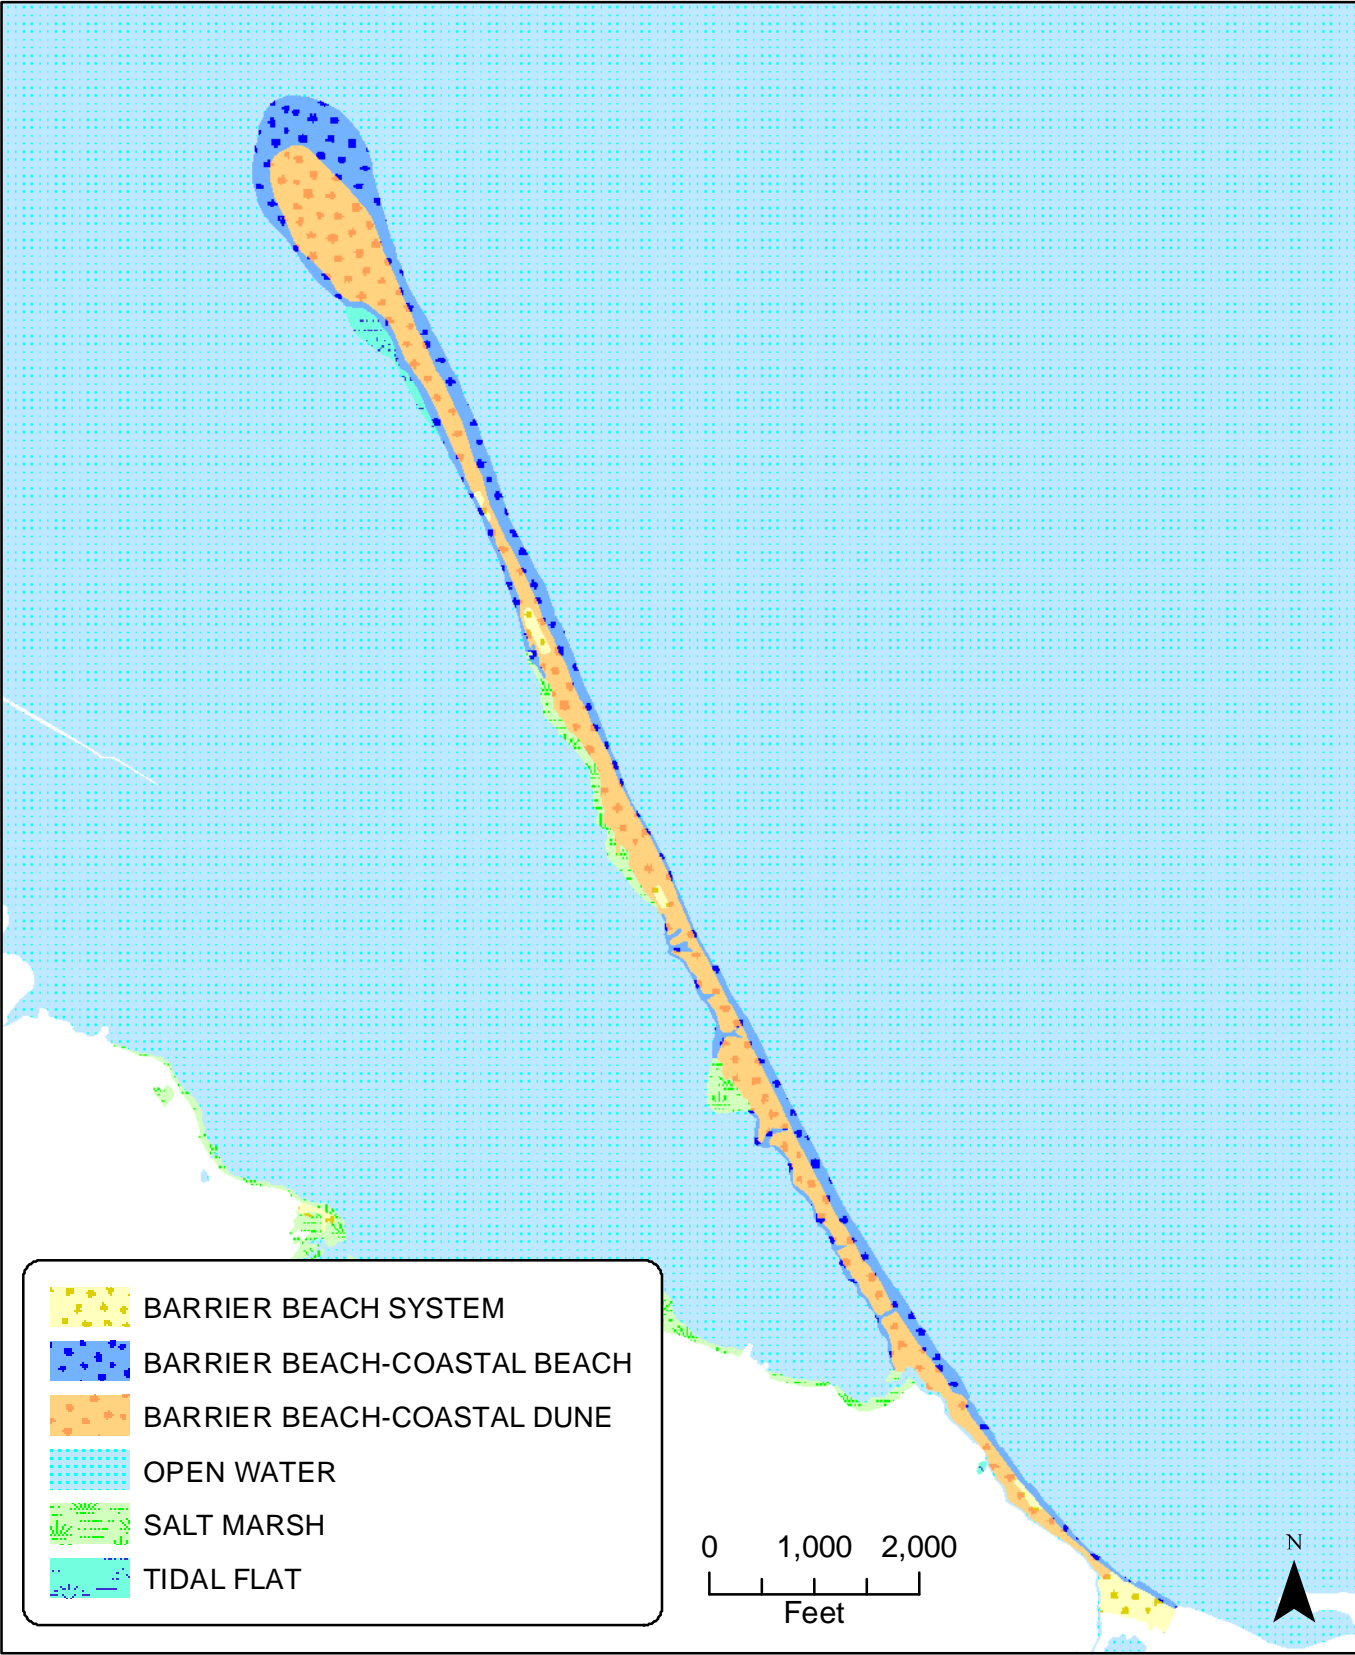 BARRIER BEACH SYSTEM
BARRIER BEACH-COASTAL BEACH
BARRIER BEACH-COASTAL DUNE
OPEN WATER
SALT MARSH
TIDAL FLAT
0 1,000 2,000
Feet
N